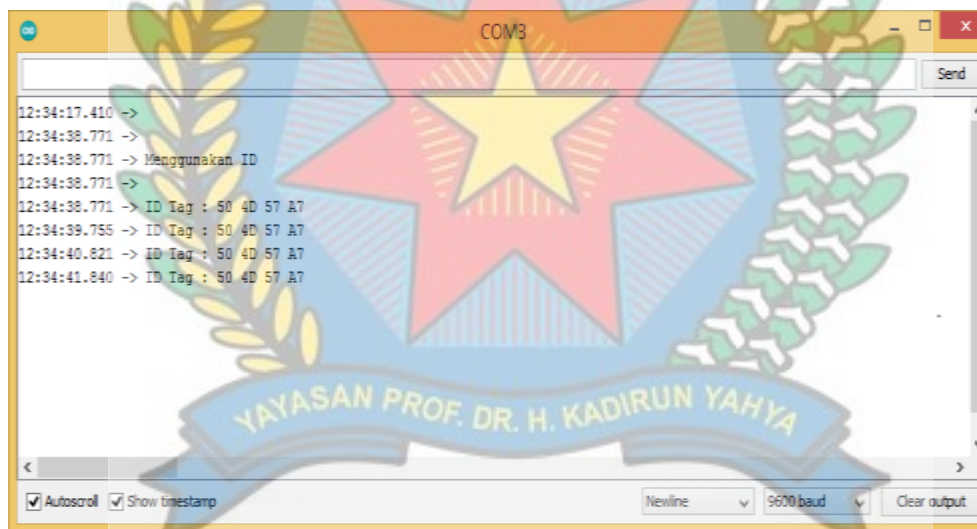 COM3
Send
12:34:17.410 ->
12:34:38.771 ->
12:34:38.771 -> Menggunakan ID
12:34:38.771 ->
12:34:38.771 -> ID Tag : 50 4D 57 A7
12:34:39.755 -> ID Tag : 50 4D 57 A7
12:34:40.821 -> ID Tag : 50 4D 57 A7
12:34:41.840 -> ID Tag : 50 4D 57 A7
YAYASAN PROF. DR. H. KADIRUN YAHYA
Autoscroll Show timestamp Newline 9600 baud Clear output